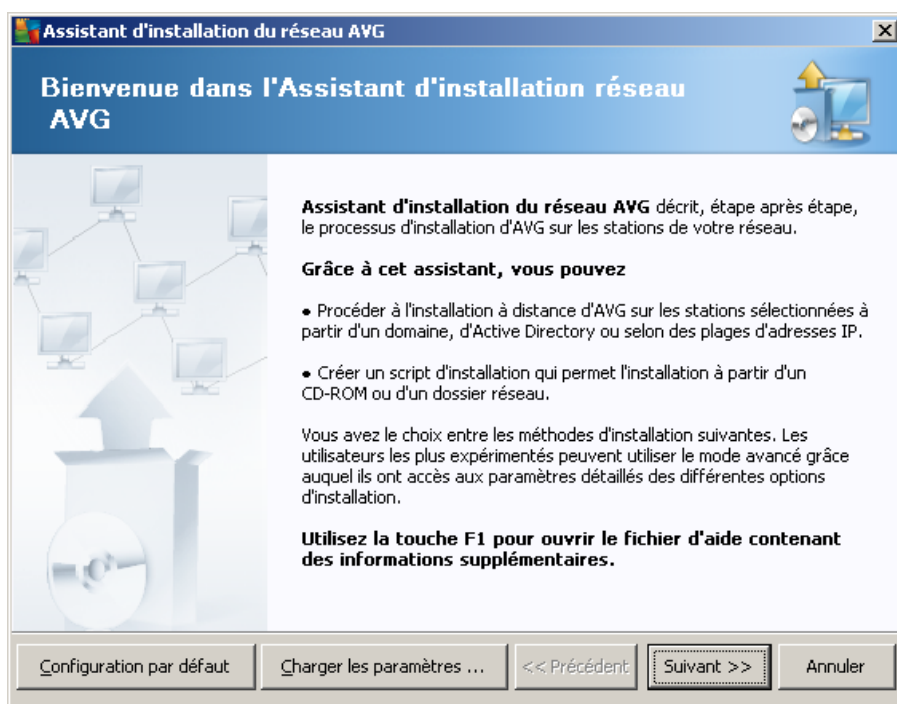 Assistant d'installation du réseau AVG
Bienvenue dans l'Assistant d'installation réseau
AVG
Assistant d'installation du réseau AVG décrit, étape après étape,
le processus d'installation d'AVG sur les stations de votre réseau.
Grâce à cet assistant, vous pouvez
• Procéder à l'installation à distance d'AVG sur les stations sélectionnées à
partir d'un domaine, d'Active Directory ou selon des plages d'adresses IP.
• Créer un script d'installation qui permet l'installation à partir d'un
CD-ROM ou d'un dossier réseau.
Vous avez le choix entre les méthodes d'installation suivantes. Les
utilisateurs les plus expérimentés peuvent utiliser le mode avancé grâce
auquel ils ont accès aux paramètres détaillés des différentes options
d'installation.
Utilisez la touche F1 pour ouvrir le fichier d'aide contenant
des informations supplémentaires.
Configuration par défaut
Charger les paramètres ...
<< Précédent
Suivant >>
Annuler